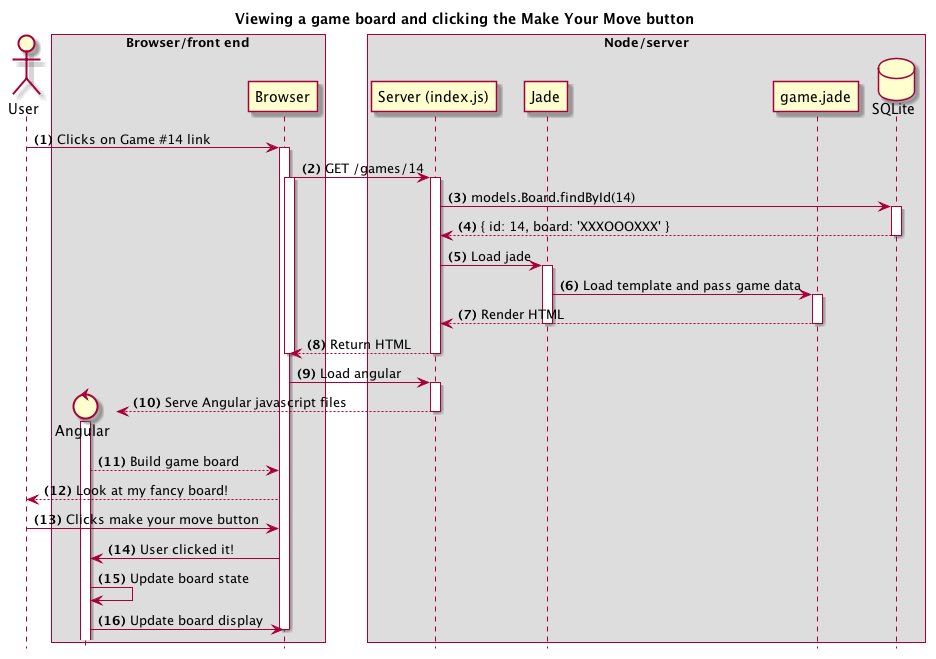 Viewing a game board and clicking the Make Your Move button
Browser/front end
Node/server
User
Browser
Server (index.js)
Jade
game.jade
SQLite
(1) Clicks on Game #14 link
(2) GET /games/14
(3) models.Board.findById(14)
(4) { id: 14, board: 'XXXOOOXXX' }
(5) Load jade
(6) Load template and pass game data
(7) Render HTML
(8) Return HTML
(9) Load angular
(10) Serve Angular javascript files
Angular
(11) Build game board
(12) Look at my fancy board!
(13) Clicks make your move button
(14) User clicked it!
(15) Update board state
(16) Update board display